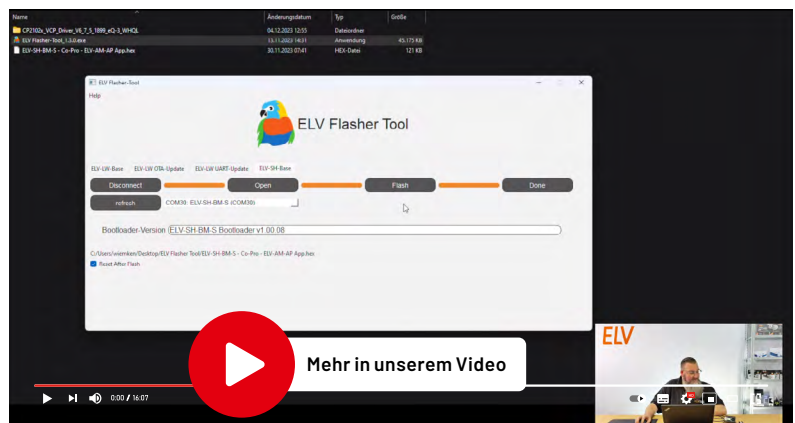 Name Änderungsdatum Typ Größe
CP210x_VCP_Driver_V6_7_5_1899_eQ-3_WHQL 04.12.2023 12:55 Dateiordner
ELV Flasher-Tool_1.3.0.exe 13.11.2023 14:31 Anwendung 45.175 KB
ELV-SH-BM-S - Co-Pro - ELV-AM-AP App.hex 30.11.2023 07:41 HEX-Datei 121 KB
ELV Flasher-Tool
Help
ELV Flasher Tool
ELV-LW-Base ELV-LW OTA-Update ELV-LW UART-Update ELV-SH-Base
Disconnect Open Flash Done
refresh COM30: ELV-SH-BM-S (COM30)
Bootloader-Version ELV-SH-BM-S Bootloader v1.00.08
C:/Users/wiemken/Desktop/ELV Flasher Tool/ELV-SH-BM-S - Co-Pro - ELV-AM-AP App.hex
Reset After Flash
ELV
Mehr in unserem Video
0:00 / 16:07